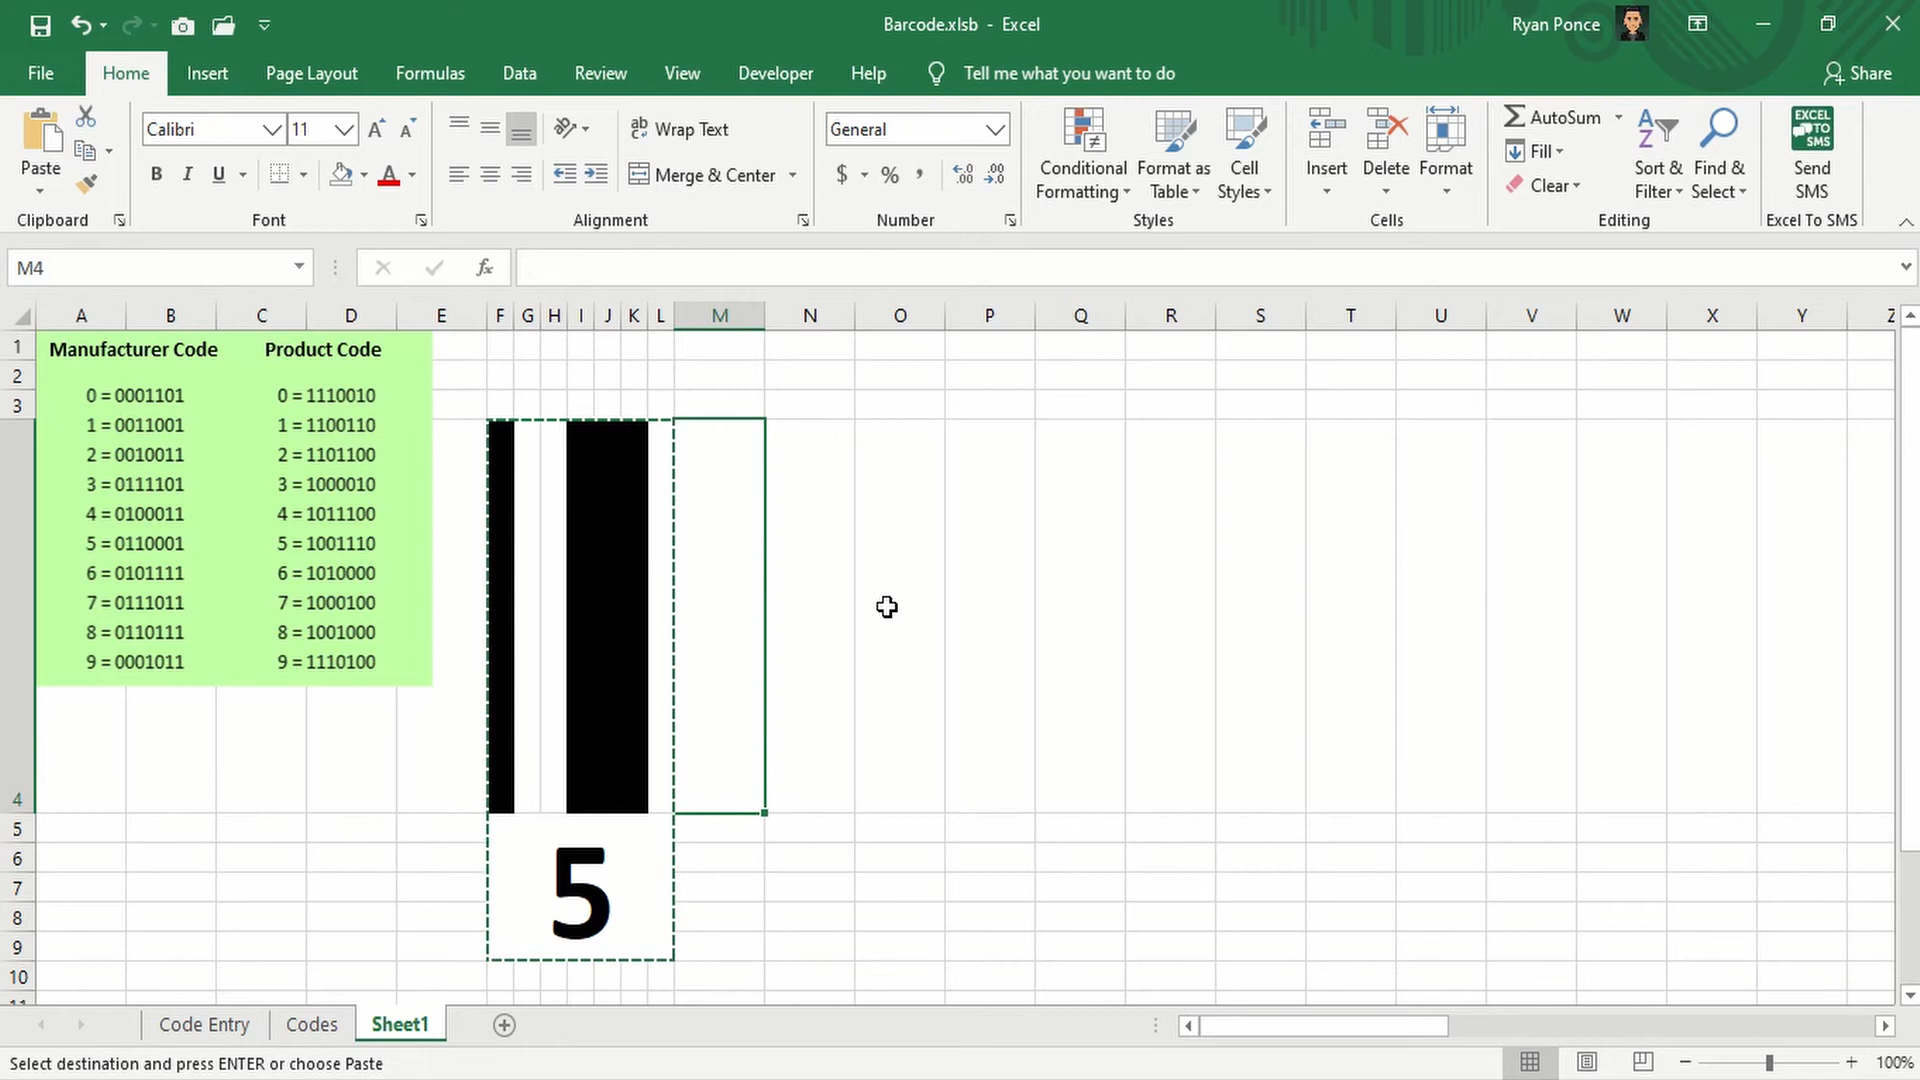 Barcode.xlsb - Excel
Ryan Ponce
File Home Insert Page Layout Formulas Data Review View Developer Help Tell me what you want to do Share
Paste
Clipboard
Calibri 11
B I U
Font
Wrap Text
Merge & Center
Alignment
General
$ % ,
Number
Conditional Formatting
Format as Table
Cell Styles
Styles
Insert Delete Format
Cells
AutoSum
Fill
Clear
Sort & Filter
Find & Select
Editing
EXCEL TO SMS
Send SMS
Excel To SMS
M4
fx
A B C D E F G H I J K L M N O P Q R S T U V W X Y Z
1
2
3
4
5
6
7
8
9
10
11
Manufacturer Code Product Code
0 = 0001101 0 = 1110010
1 = 0011001 1 = 1100110
2 = 0010011 2 = 1101100
3 = 0111101 3 = 1000010
4 = 0100011 4 = 1011100
5 = 0110001 5 = 1001110
6 = 0101111 6 = 1010000
7 = 0111011 7 = 1000100
8 = 0110111 8 = 1001000
9 = 0001011 9 = 1110100
5
Code Entry Codes Sheet1
Select destination and press ENTER or choose Paste
100%